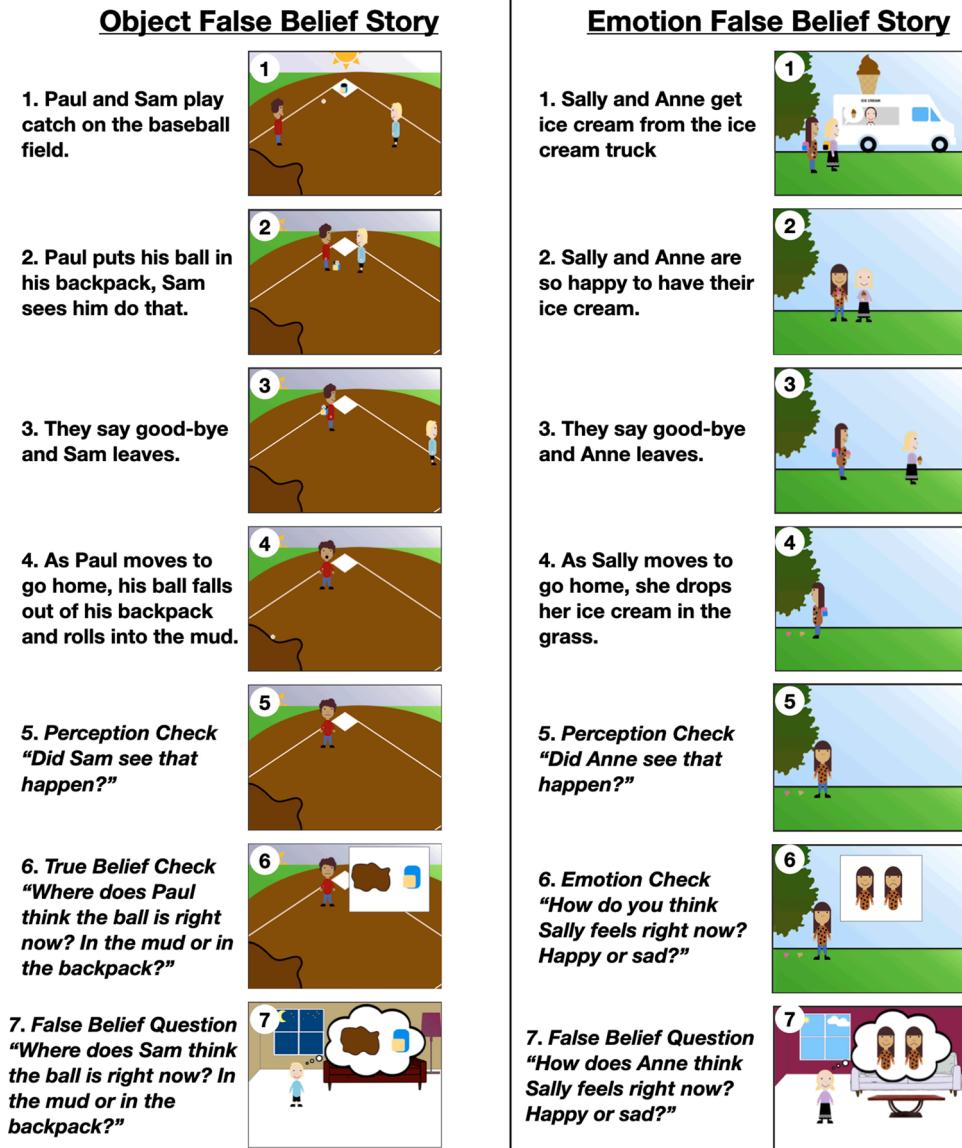 Object False Belief Story
1. Paul and Sam play
catch on the baseball
field.
1
2. Paul puts his ball in
his backpack, Sam
sees him do that.
2
3. They say good-bye
and Sam leaves.
3
4. As Paul moves to
go home, his ball falls
out of his backpack
and rolls into the mud.
4
5. Perception Check
“Did Sam see that
happen?”
5
6. True Belief Check
“Where does Paul
think the ball is right
now? In the mud or in
the backpack?”
6
7. False Belief Question
“Where does Sam think
the ball is right now? In
the mud or in the
backpack?”
7
Emotion False Belief Story
1. Sally and Anne get
ice cream from the ice
cream truck
1
ICE CREAM
2. Sally and Anne are
so happy to have their
ice cream.
2
3. They say good-bye
and Anne leaves.
3
4. As Sally moves to
go home, she drops
her ice cream in the
grass.
4
5. Perception Check
“Did Anne see that
happen?”
5
6. Emotion Check
“How do you think
Sally feels right now?
Happy or sad?”
6
7. False Belief Question
“How does Anne think
Sally feels right now?
Happy or sad?”
7